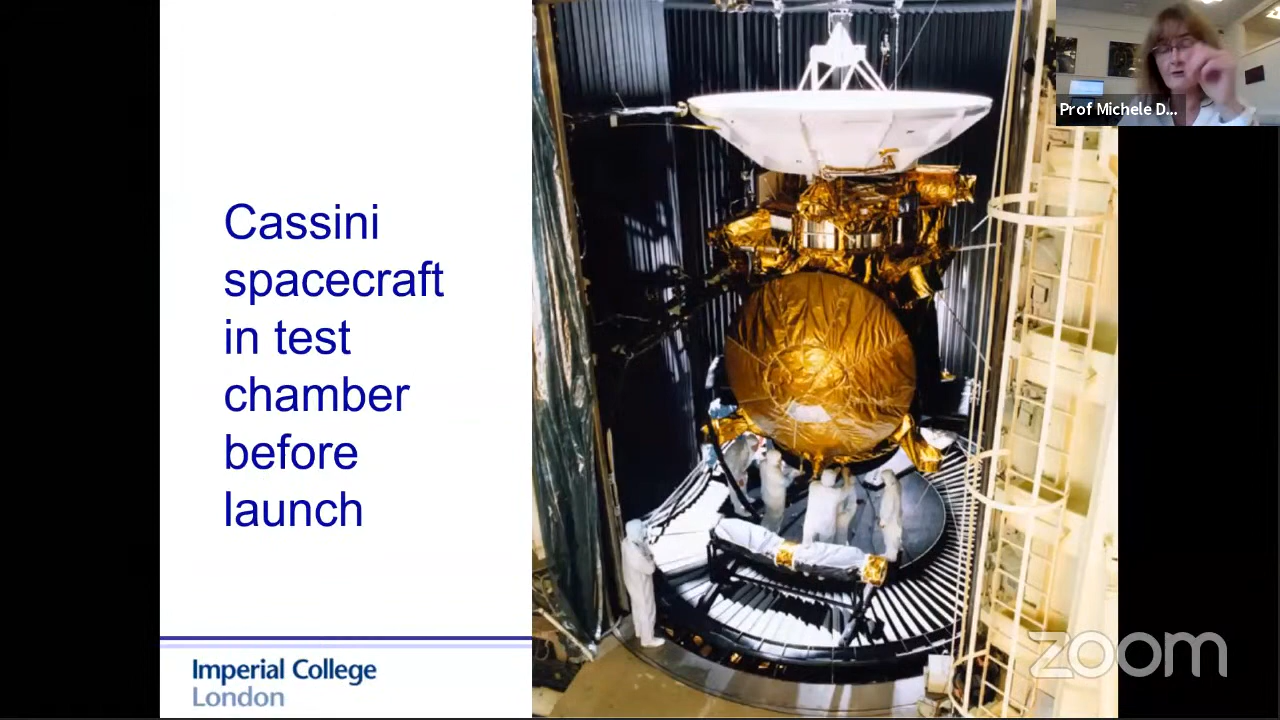 Cassini
spacecraft
in test
chamber
before
launch
Imperial College
London
Prof Michele D...
zoom